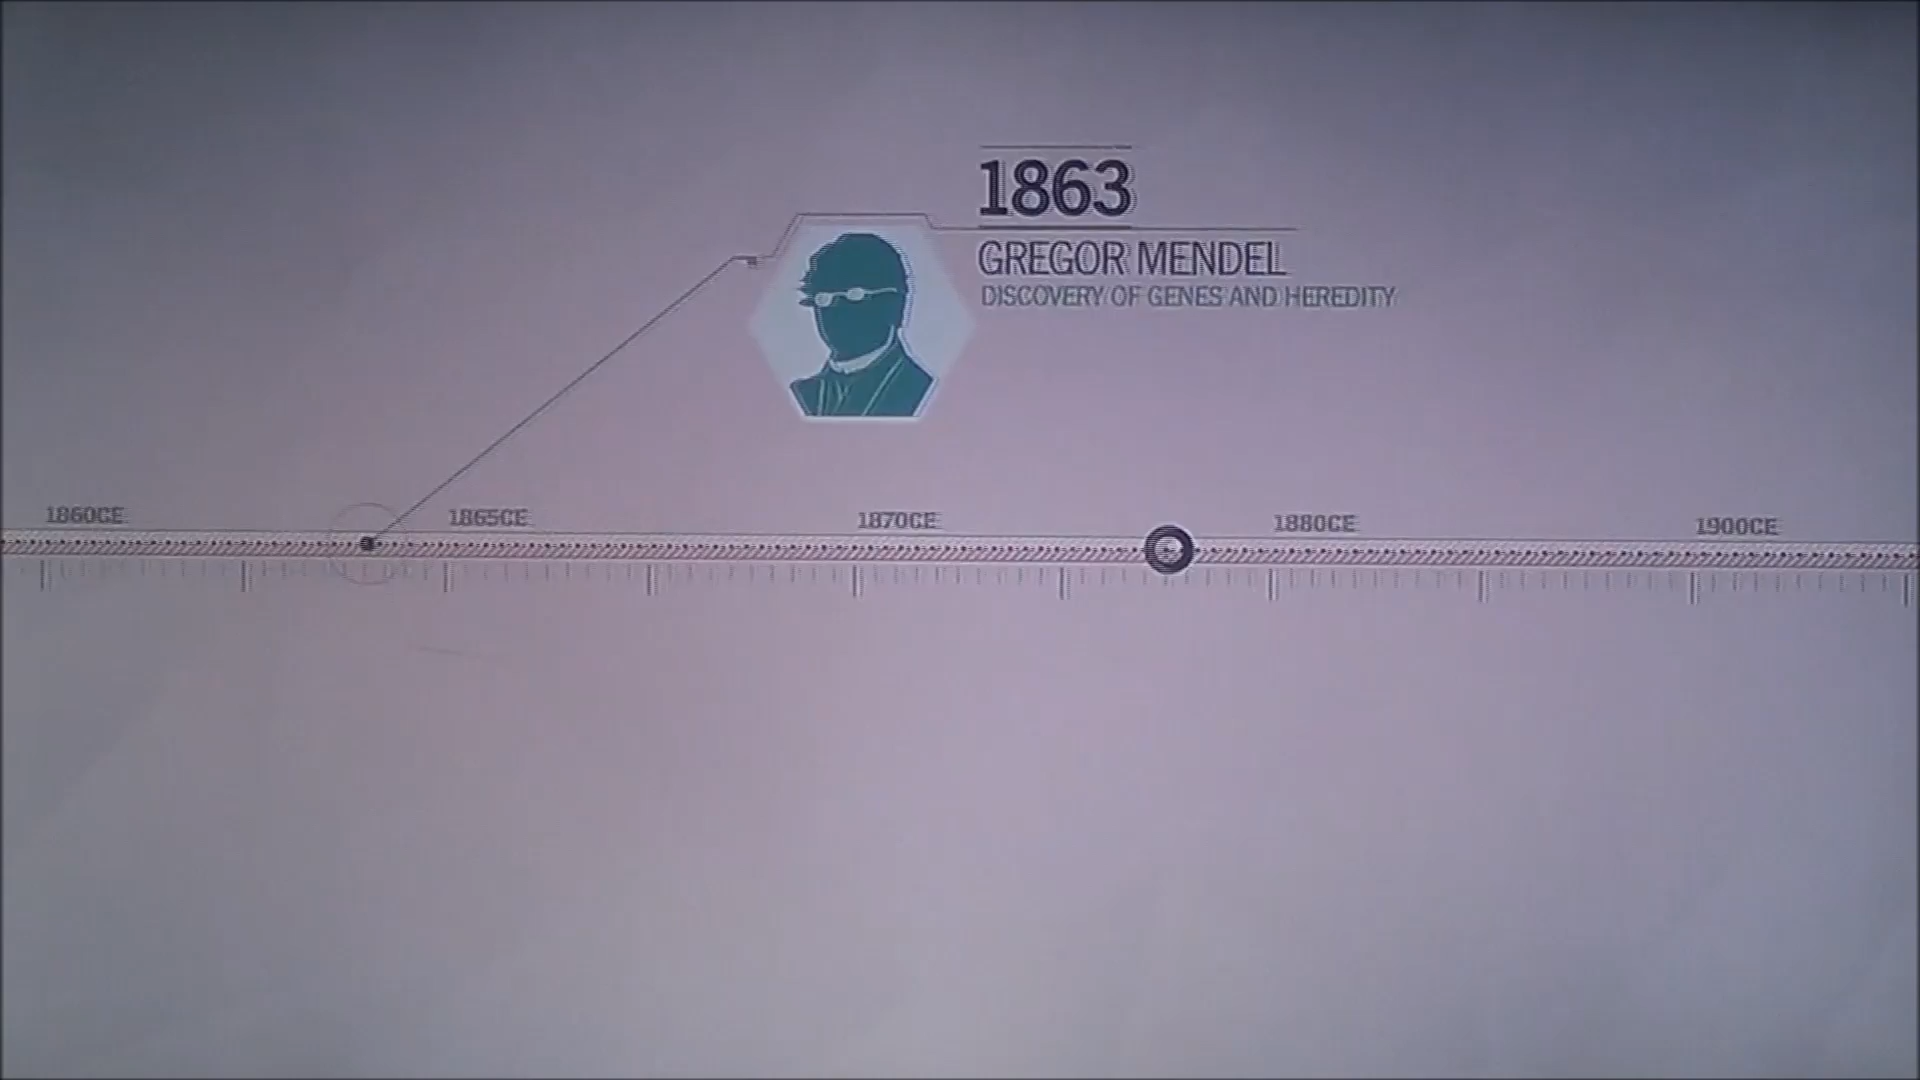 1863
GREGOR MENDEL
DISCOVERY OF GENES AND HEREDITY
1860CE
1865CE
1870CE
1880CE
1900CE